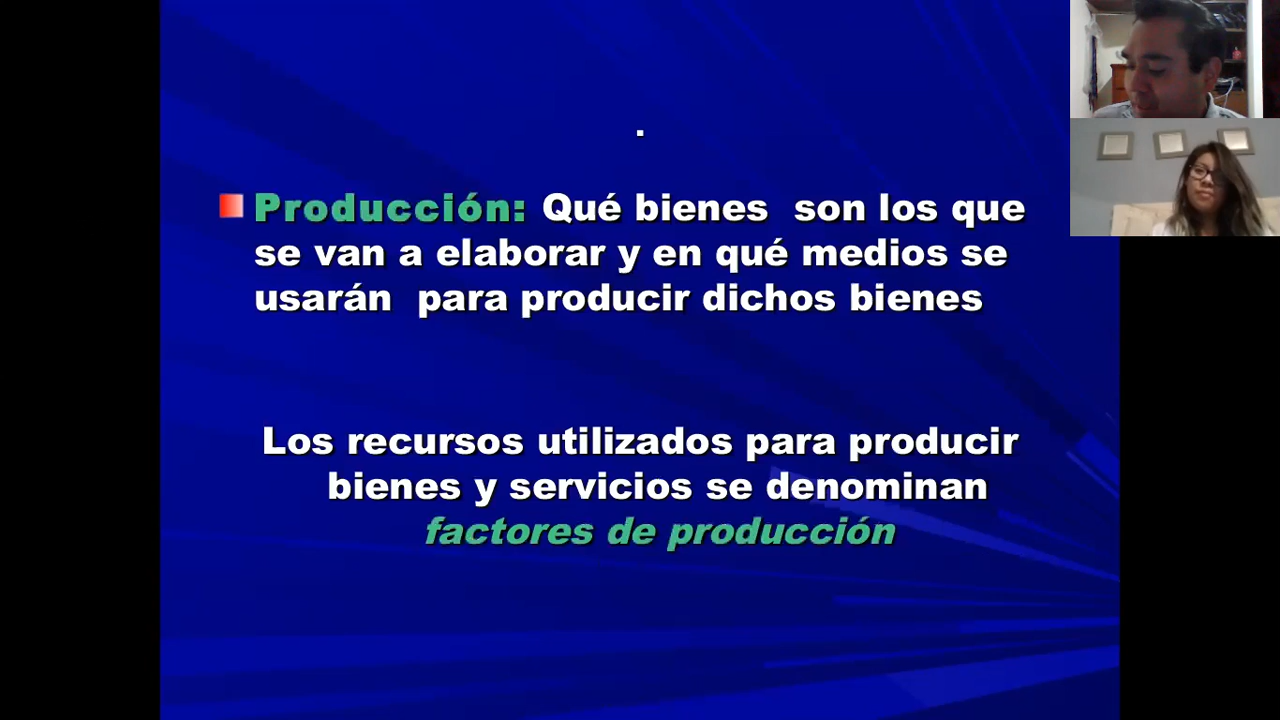 .
Producción: Qué bienes son los que
se van a elaborar y en qué medios se
usarán para producir dichos bienes
Los recursos utilizados para producir
bienes y servicios se denominan
factores de producción